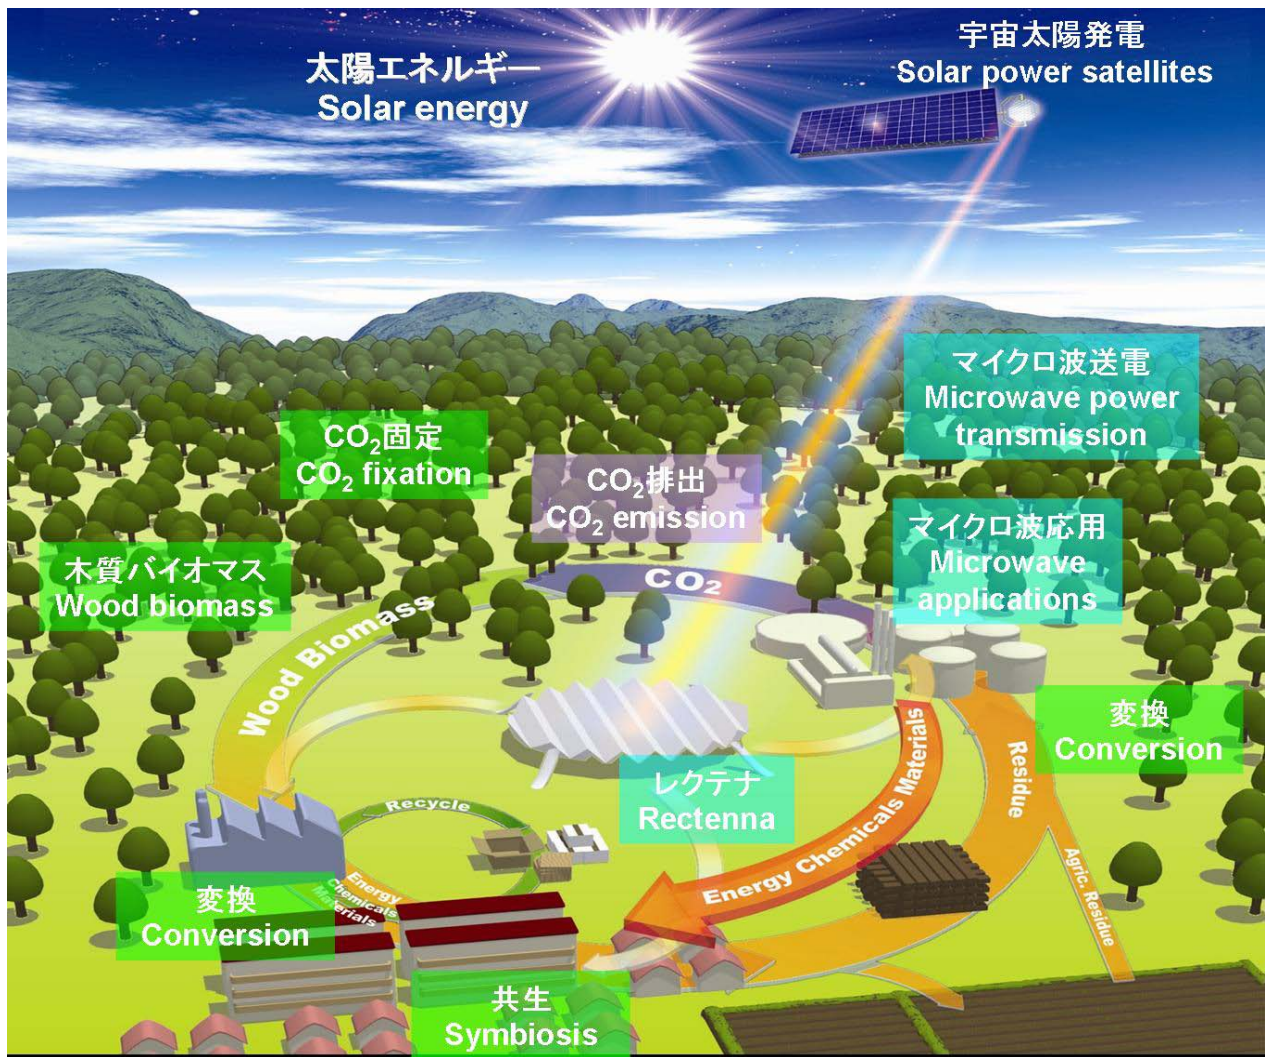 太陽エネルギー
Solar energy
宇宙太陽発電
Solar power satellites
マイクロ波送電
Microwave power
transmission
CO₂固定
CO₂ fixation
CO₂排出
CO₂ emission
マイクロ波応用
Microwave
applications
木質バイオマス
Wood biomass
CO₂
Wood Biomass
変換
Conversion
Residue
Energy Chemicals Materials
レクテナ
Rectenna
Recycle
Agric. Residue
Energy
Chemicals
Materials
変換
Conversion
共生
Symbiosis